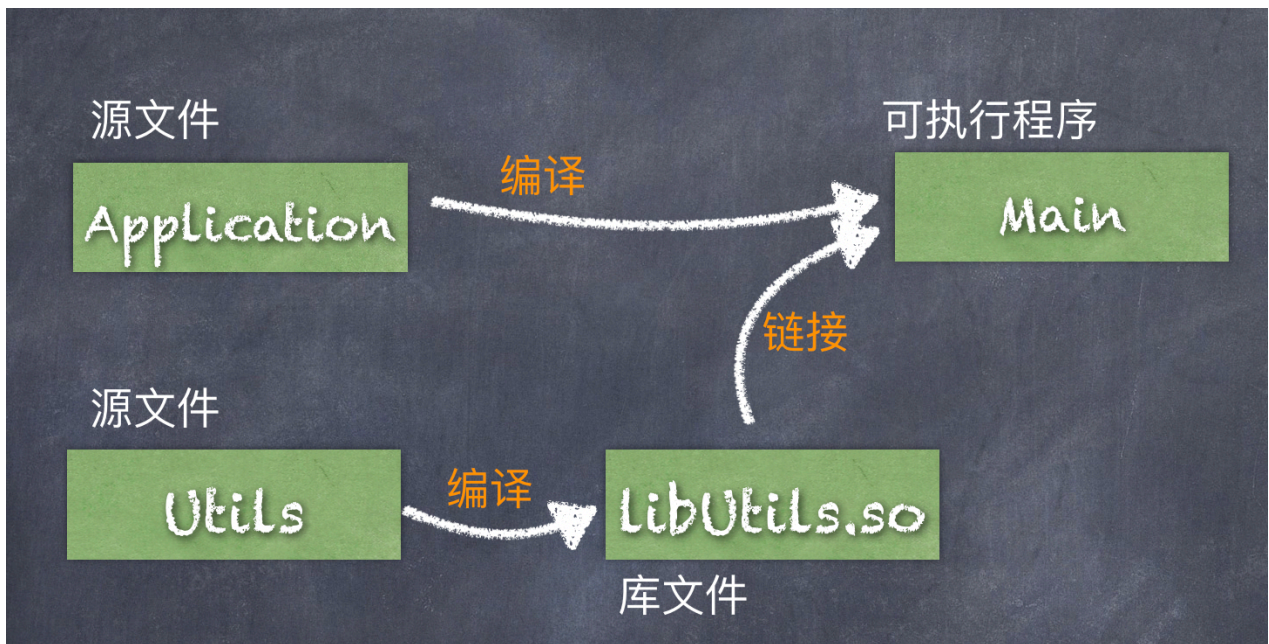 源文件
Application
编译
可执行程序
Main
链接
源文件
Utils
编译
libUtils.so
库文件